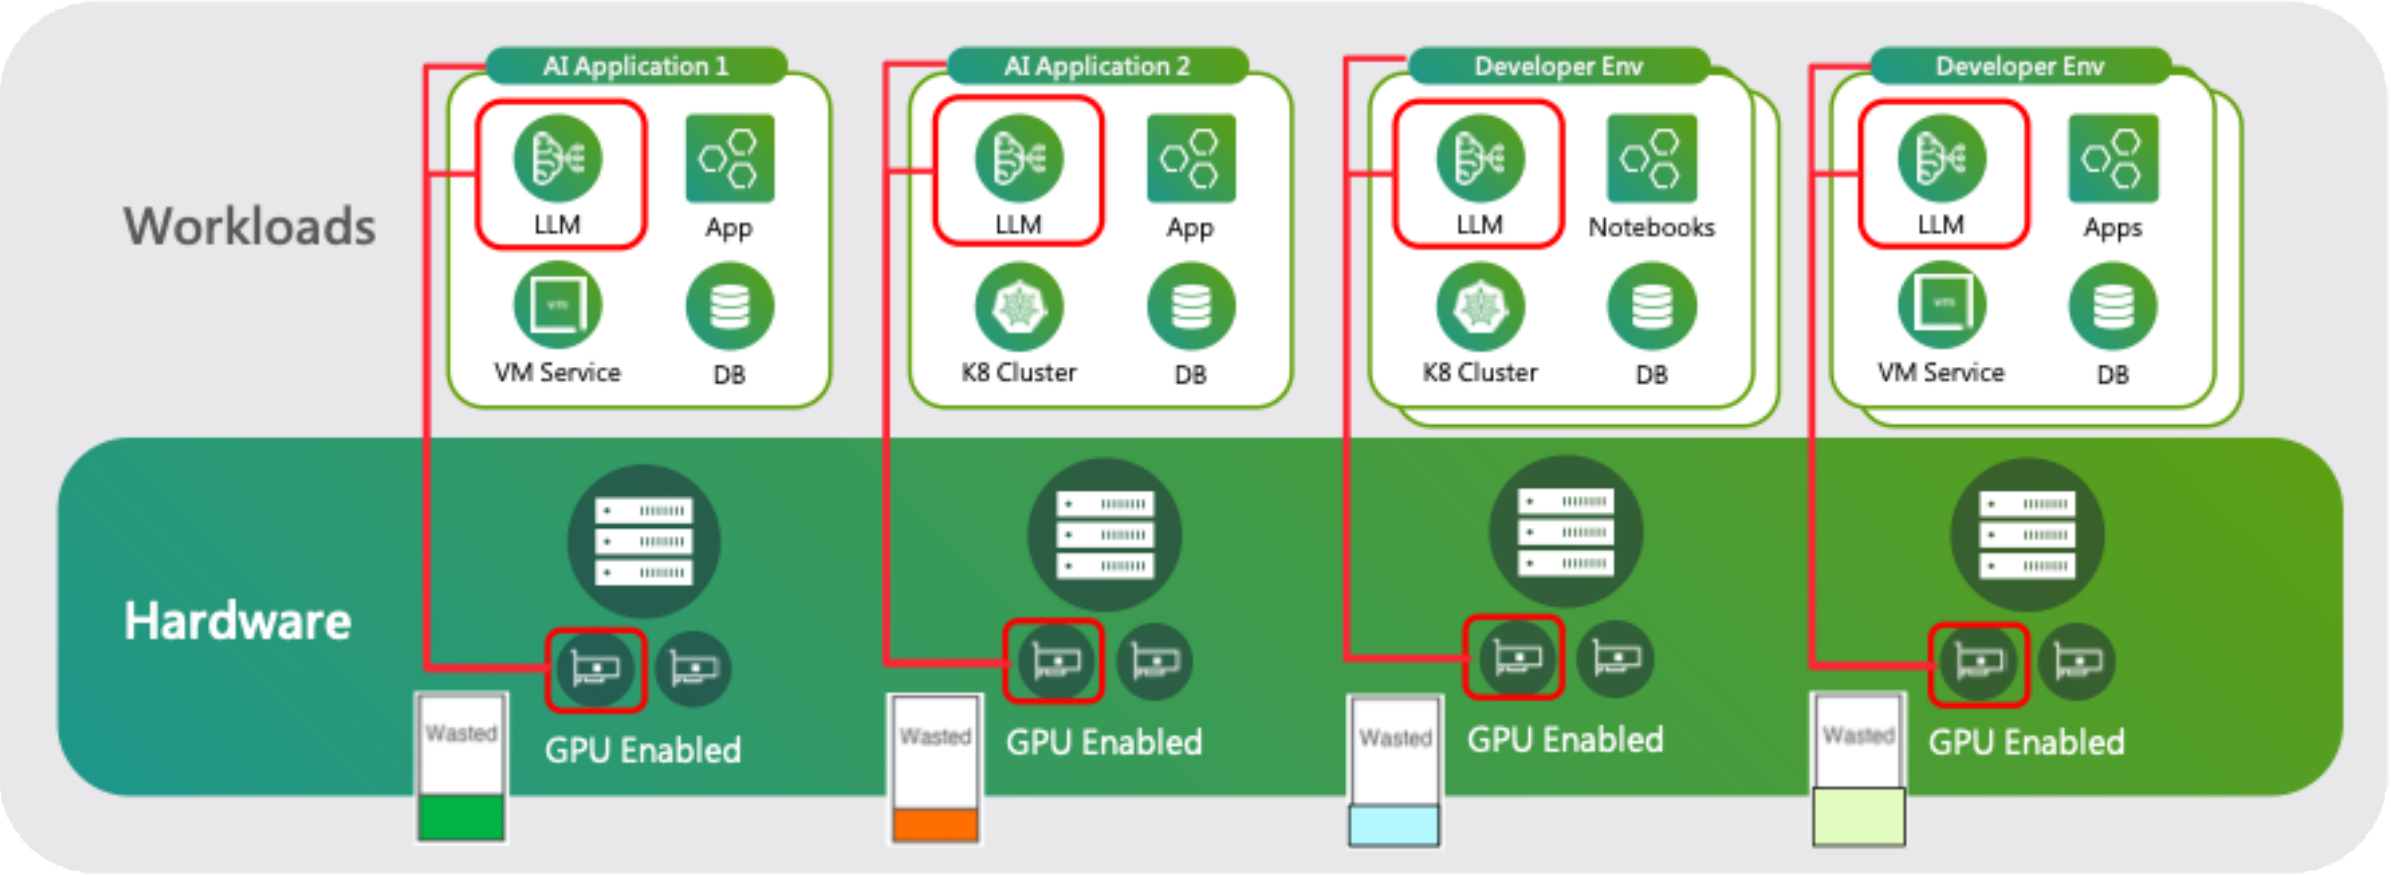 AI Application 1
AI Application 2
Developer Env
Developer Env
Workloads
LLM
App
LLM
App
LLM
Notebooks
LLM
Apps
vm
vm
VM Service
DB
K8 Cluster
DB
K8 Cluster
DB
VM Service
DB
Hardware
Wasted
GPU Enabled
Wasted
GPU Enabled
Wasted
GPU Enabled
Wasted
GPU Enabled